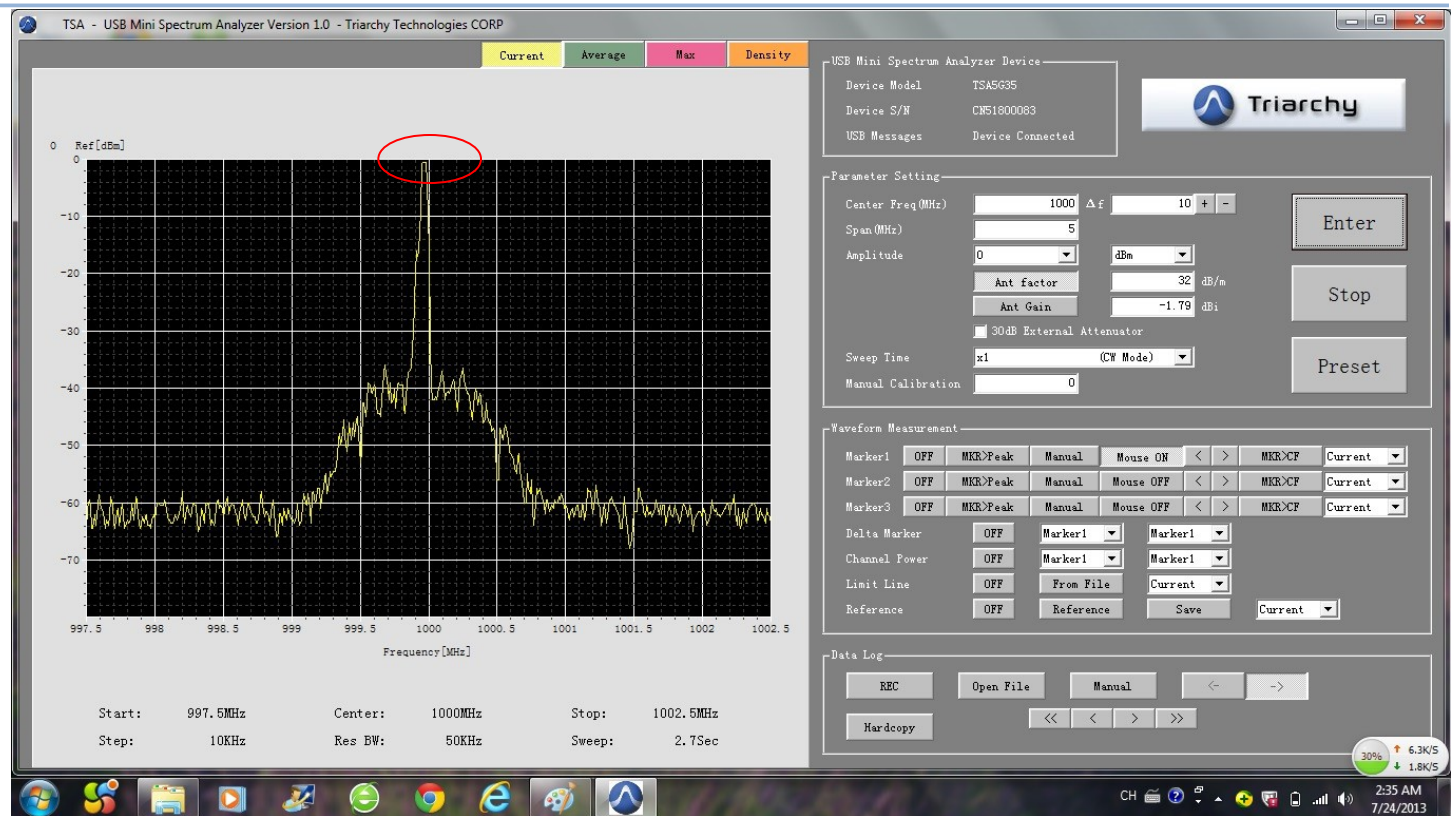 TSA - USB Mini Spectrum Analyzer Version 1.0 - Triarchy Technologies CORP
Current Average Max Density
0 Ref[dBm]
0
-10
-20
-30
-40
-50
-60
-70
997.5 998 998.5 999 999.5 1000 1000.5 1001 1001.5 1002 1002.5
Frequency[MHz]
Start: 997.5MHz Center: 1000MHz Stop: 1002.5MHz
Step: 10KHz Res BW: 50KHz Sweep: 2.7Sec
USB Mini Spectrum Analyzer Device
Device Model TSA5G35
Device S/N CN51800083
USB Messages Device Connected
Triarchy
Parameter Setting
Center Freq(MHz) 1000 Δf 10 + -
Span(MHz) 5
Amplitude 0 dBm
Ant factor 32 dB/m
Ant Gain -1.79 dBi
30dB External Attenuator
Sweep Time x1 (CW Mode)
Manual Calibration 0
Enter
Stop
Preset
Waveform Measurement
Marker1 OFF MKR>Peak Manual Mouse ON < > MKR>CF Current
Marker2 OFF MKR>Peak Manual Mouse OFF < > MKR>CF Current
Marker3 OFF MKR>Peak Manual Mouse OFF < > MKR>CF Current
Delta Marker OFF Marker1 Marker1
Channel Power OFF Marker1 Marker1
Limit Line OFF From File Current
Reference OFF Reference Save Current
Data Log
REC Open File Manual <- ->
Hardcopy << < > >>
30% 6.3K/S
1.8K/S
CH 2:35 AM
7/24/2013